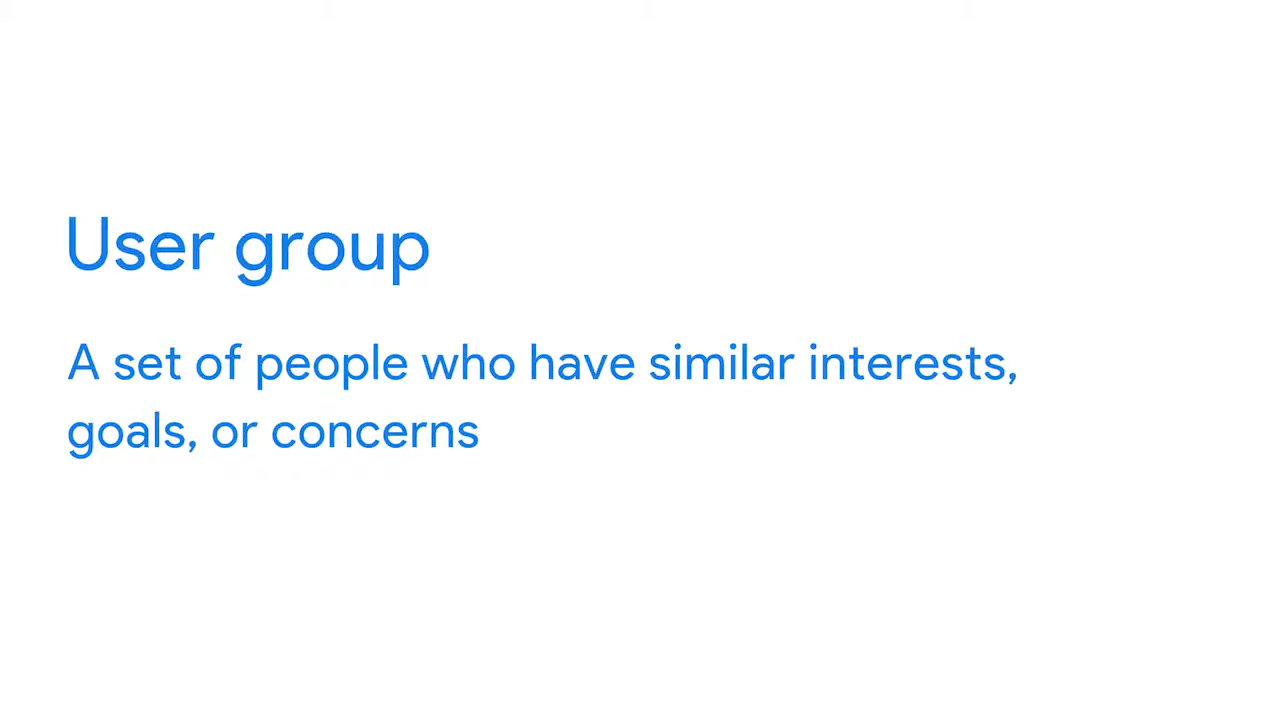 User group
A set of people who have similar interests,
goals, or concerns